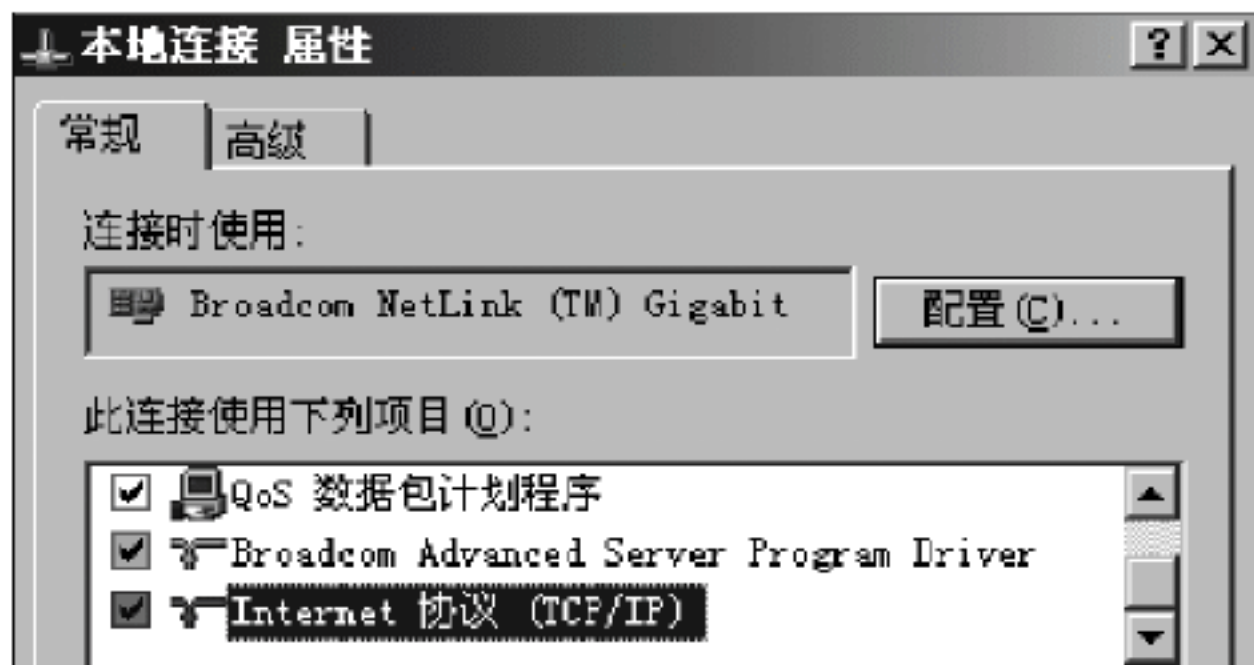 本地连接 属性
常规 高级
连接时使用:
Broadcom NetLink (TM) Gigabit 配置(C)...
此连接使用下列项目(O):
QoS 数据包计划程序
Broadcom Advanced Server Program Driver
Internet 协议 (TCP/IP)